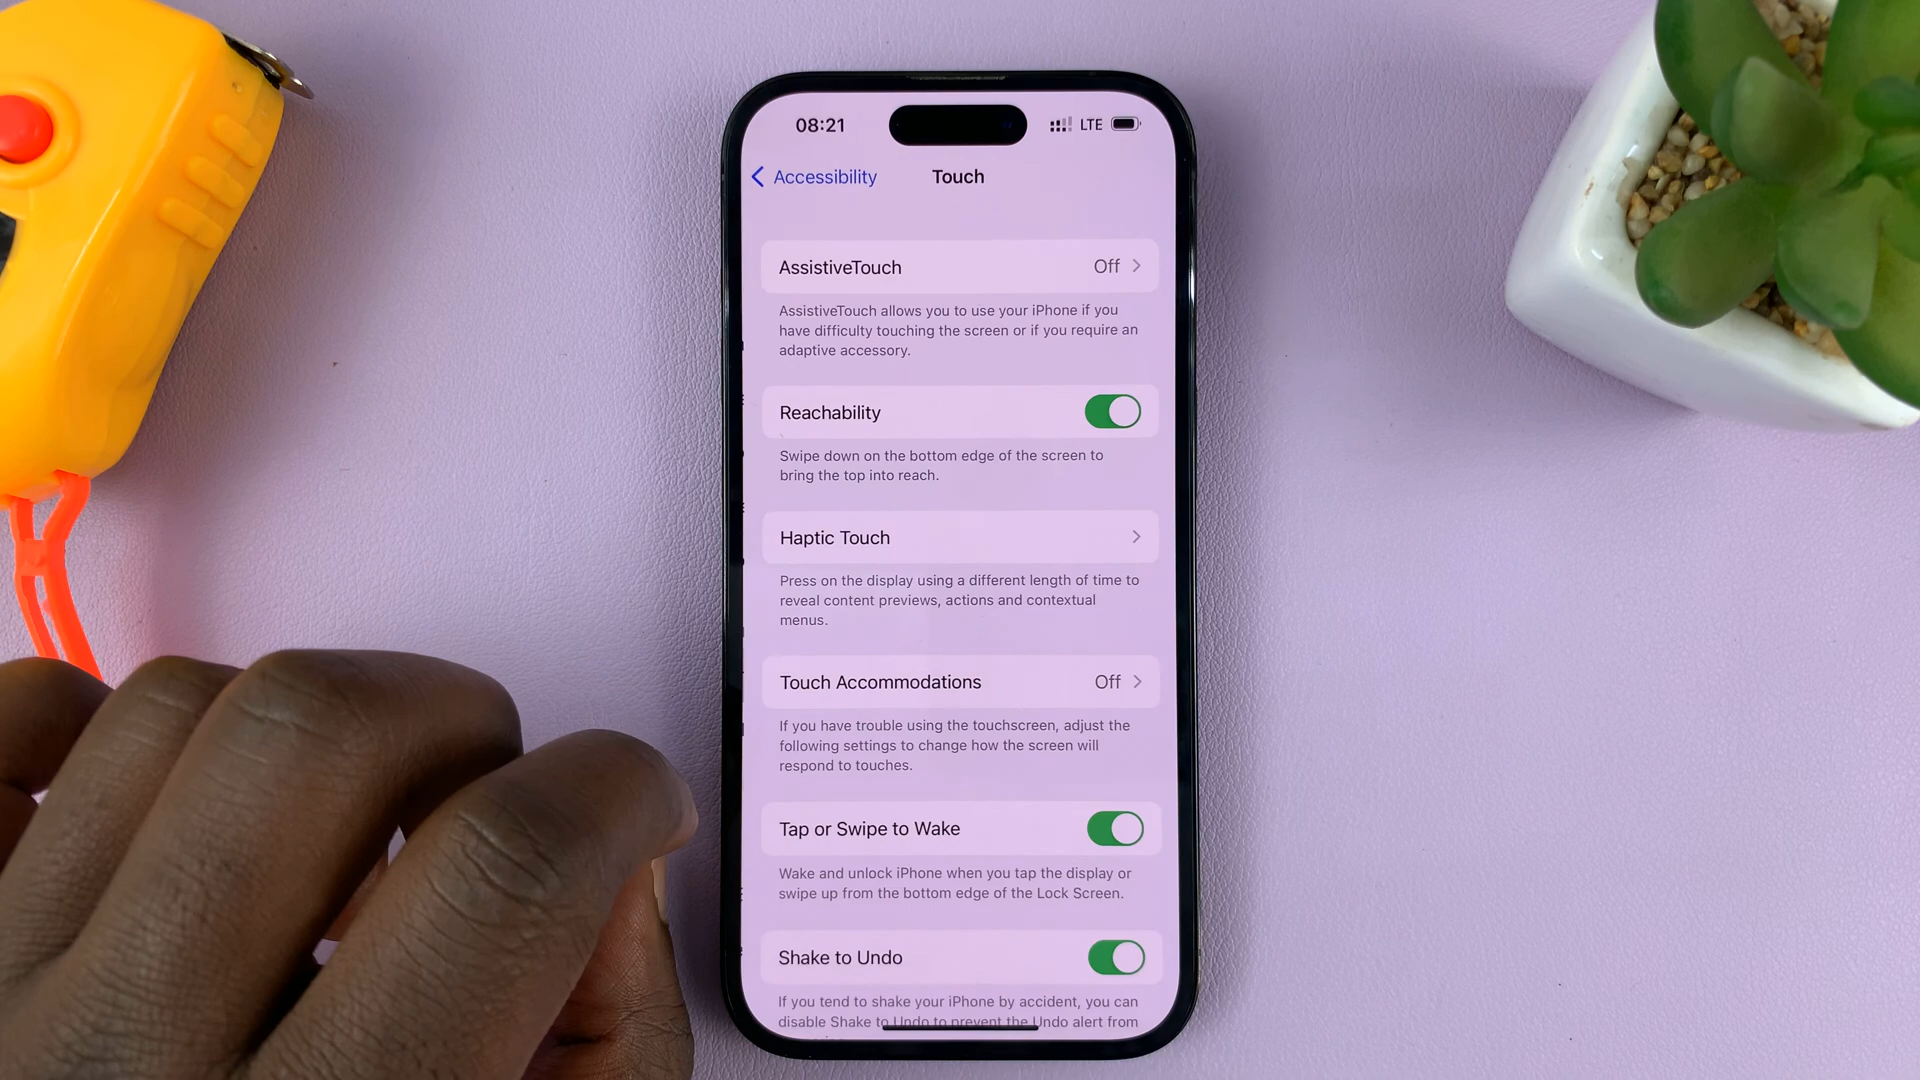 08:21
LTE
Accessibility
Touch
AssistiveTouch
Off
AssistiveTouch allows you to use your iPhone if you
have difficulty touching the screen or if you require an
adaptive accessory.
Reachability
Swipe down on the bottom edge of the screen to
bring the top into reach.
Haptic Touch
Press on the display using a different length of time to
reveal content previews, actions and contextual
menus.
Touch Accommodations
Off
If you have trouble using the touchscreen, adjust the
following settings to change how the screen will
respond to touches.
Tap or Swipe to Wake
Wake and unlock iPhone when you tap the display or
swipe up from the bottom edge of the Lock Screen.
Shake to Undo
If you tend to shake your iPhone by accident, you can
disable Shake to Undo to prevent the Undo alert from